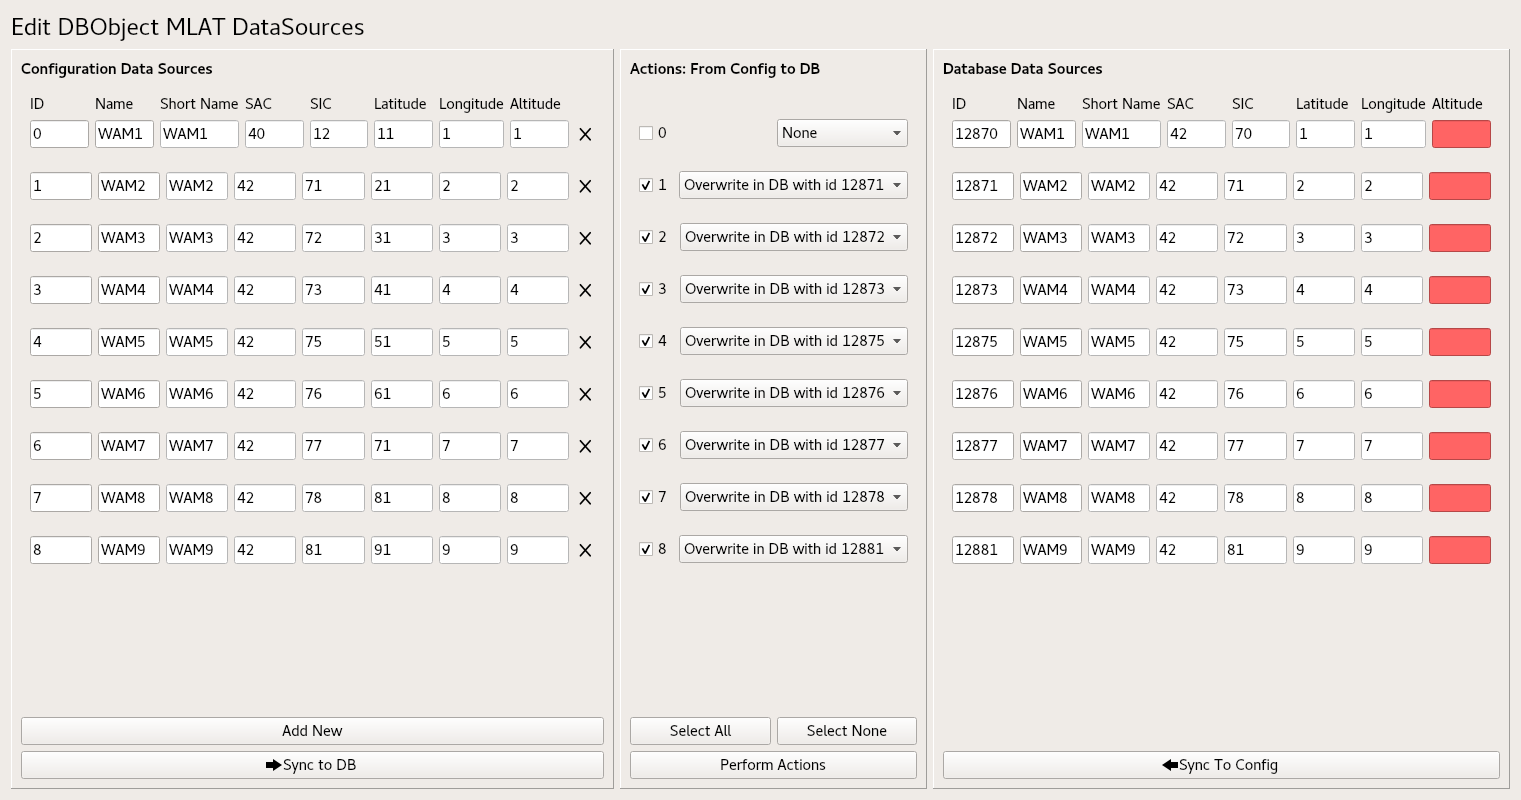 Edit DBObject MLAT DataSources
Configuration Data Sources
ID Name Short Name SAC SIC Latitude Longitude Altitude
0 WAM1 WAM1 40 12 11 1 1
1 WAM2 WAM2 42 71 21 2 2
2 WAM3 WAM3 42 72 31 3 3
3 WAM4 WAM4 42 73 41 4 4
4 WAM5 WAM5 42 75 51 5 5
5 WAM6 WAM6 42 76 61 6 6
6 WAM7 WAM7 42 77 71 7 7
7 WAM8 WAM8 42 78 81 8 8
8 WAM9 WAM9 42 81 91 9 9
Add New
Sync to DB
Actions: From Config to DB
0 None
1 Overwrite in DB with id 12871
2 Overwrite in DB with id 12872
3 Overwrite in DB with id 12873
4 Overwrite in DB with id 12875
5 Overwrite in DB with id 12876
6 Overwrite in DB with id 12877
7 Overwrite in DB with id 12878
8 Overwrite in DB with id 12881
Select All Select None
Perform Actions
Database Data Sources
ID Name Short Name SAC SIC Latitude Longitude Altitude
12870 WAM1 WAM1 42 70 1 1
12871 WAM2 WAM2 42 71 2 2
12872 WAM3 WAM3 42 72 3 3
12873 WAM4 WAM4 42 73 4 4
12875 WAM5 WAM5 42 75 5 5
12876 WAM6 WAM6 42 76 6 6
12877 WAM7 WAM7 42 77 7 7
12878 WAM8 WAM8 42 78 8 8
12881 WAM9 WAM9 42 81 9 9
Sync To Config